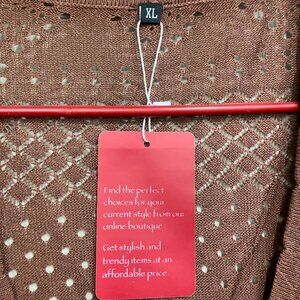 XL
Find the perfect
choices for your
current style from our
online boutique
Get stylish and
trendy items at an
affordable price